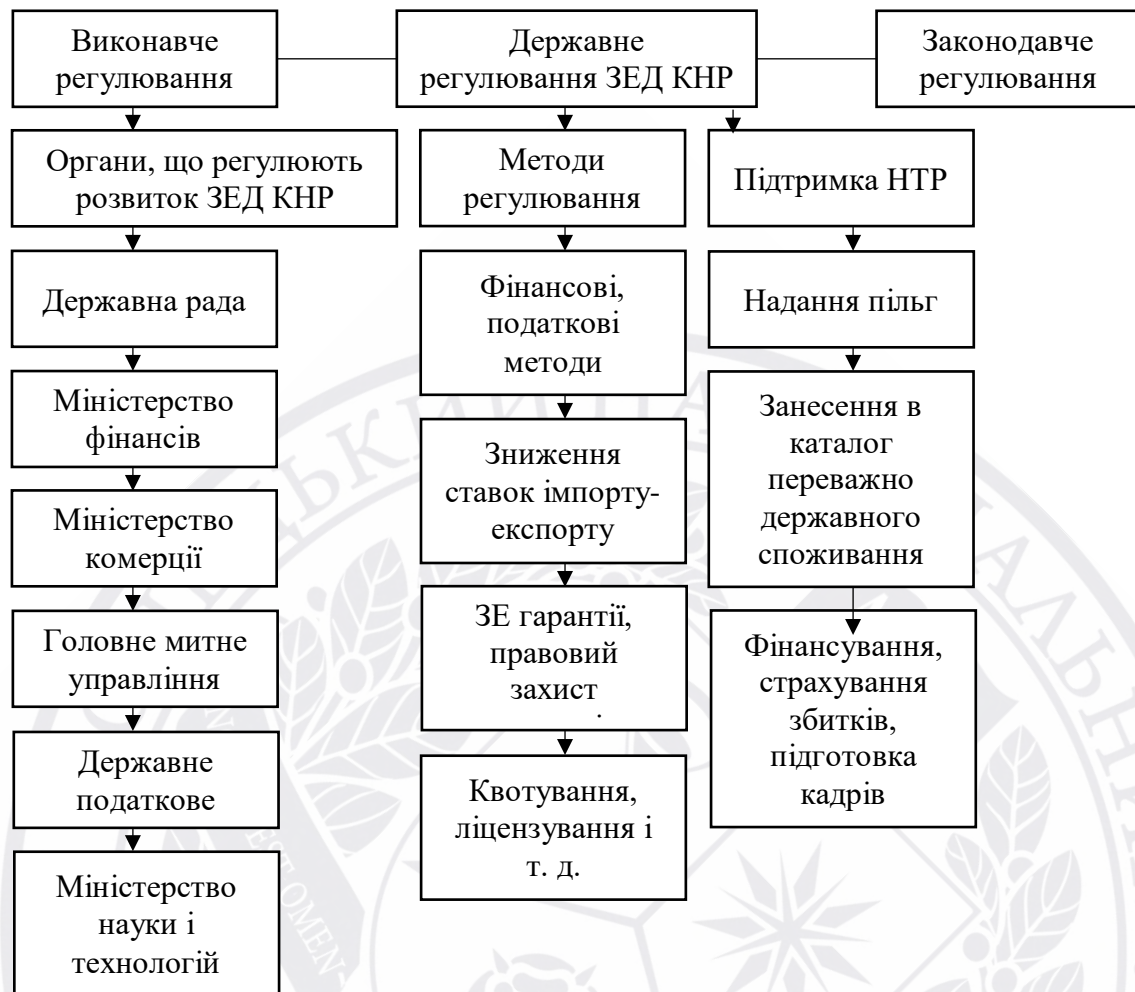 Виконавче
регулювання
Державне
регулювання ЗЕД КНР
Законодавче
регулювання
Органи, що регулюють
розвиток ЗЕД КНР
Державна рада
Міністерство
фінансів
Міністерство
комерції
Головне митне
управління
Державне
податкове
Міністерство
науки і
технологій
Методи
регулювання
Фінансові,
податкові
методи
Зниження
ставок імпорту-
експорту
ЗЕ гарантії,
правовий
захист
.
Квотування,
ліцензування і
т. д.
Підтримка НТР
Надання пільг
Занесення в
каталог
переважно
державного
споживання
Фінансування,
страхування
збитків,
підготовка
кадрів